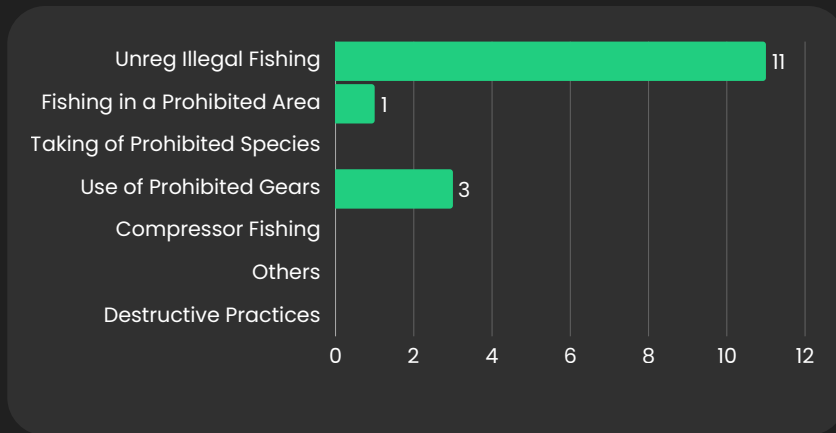 Unreg Illegal Fishing 11
Fishing in a Prohibited Area 1
Taking of Prohibited Species
Use of Prohibited Gears 3
Compressor Fishing
Others
Destructive Practices
0 2 4 6 8 10 12